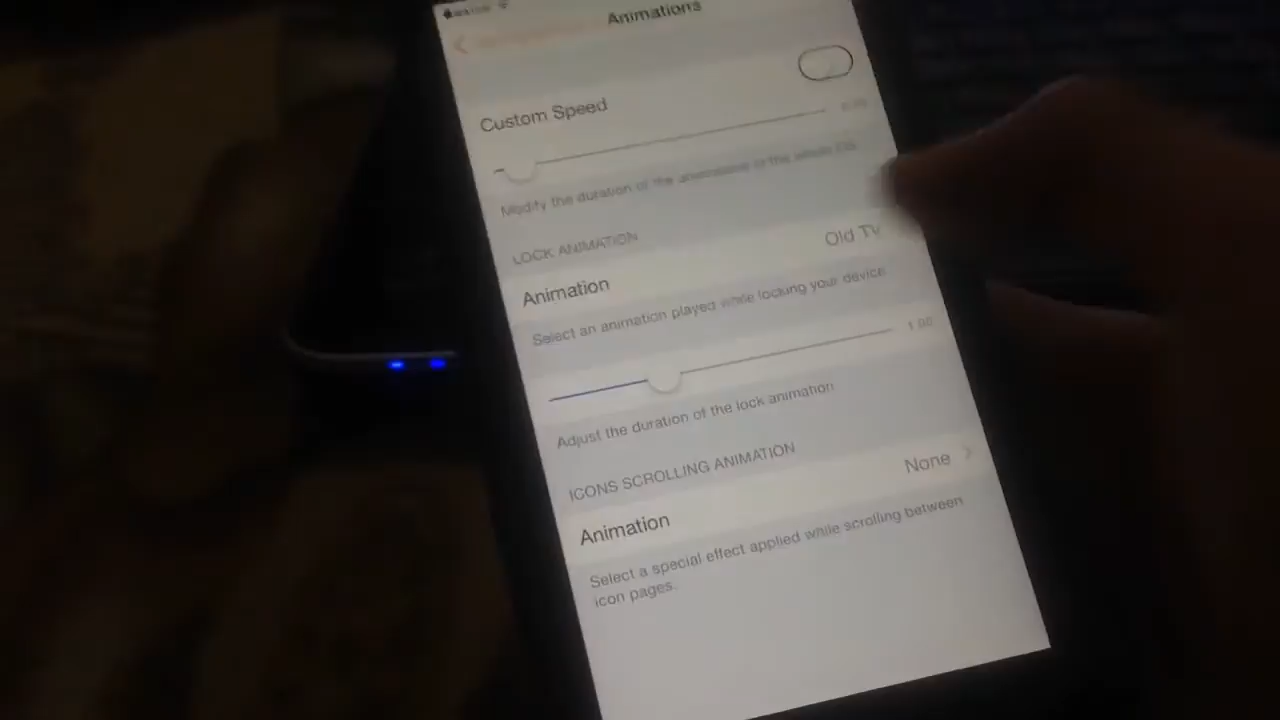 Animations
Custom Speed
Modify the duration of the animations of the whole OS.
LOCK ANIMATION
Animation Old Tv
Select an animation played while locking your device.
Adjust the duration of the lock animation
ICONS SCROLLING ANIMATION
Animation None
Select a special effect applied while scrolling between
icon pages.